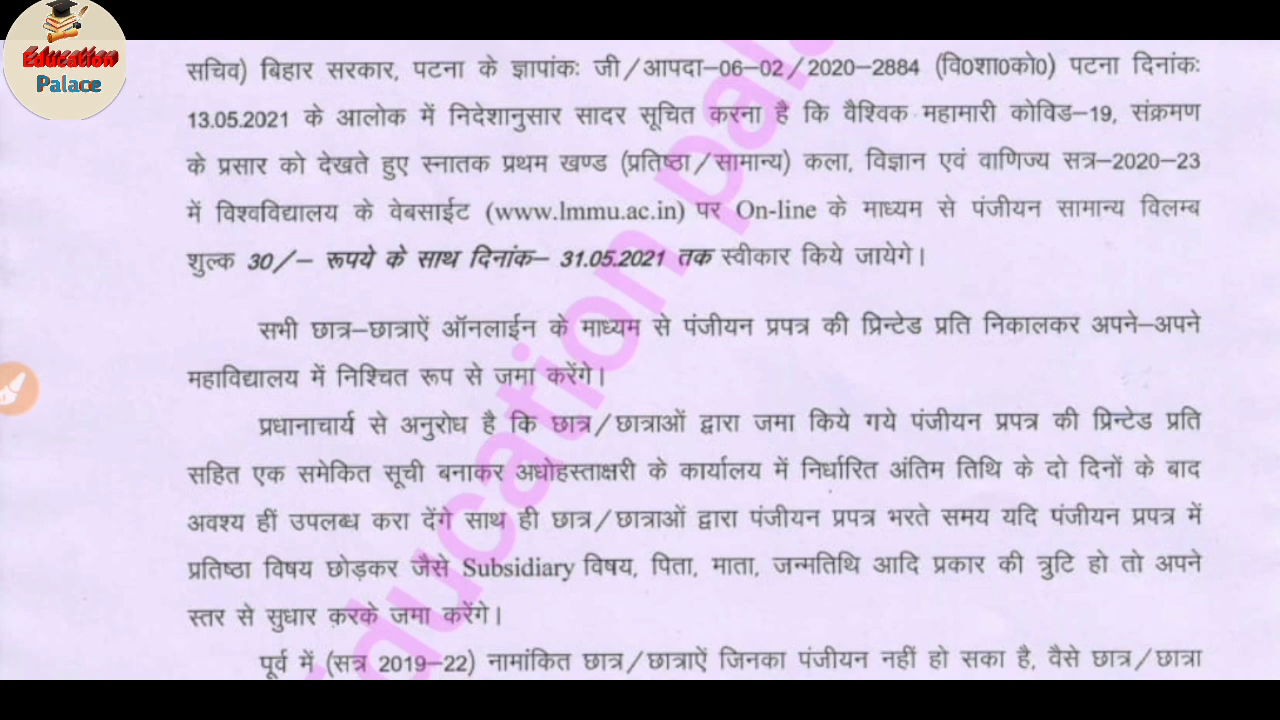 Education
Palace
सचिव) बिहार सरकार, पटना के ज्ञापांकः जी/आपदा–06–02/2020–2884 (वि0शा0को0) पटना दिनांकः
13.05.2021 के आलोक में निदेशानुसार सादर सूचित करना है कि वैश्विक महामारी कोविड–19, संक्रमण
के प्रसार को देखते हुए स्नातक प्रथम खण्ड (प्रतिष्ठा/सामान्य) कला, विज्ञान एवं वाणिज्य सत्र–2020–23
में विश्वविद्यालय के वेबसाईट (www.lmmu.ac.in) पर On-line के माध्यम से पंजीयन सामान्य विलम्ब
शुल्क 30/– रूपये के साथ दिनांक– 31.05.2021 तक स्वीकार किये जायेगे।
सभी छात्र–छात्राऐं ऑनलाईन के माध्यम से पंजीयन प्रपत्र की प्रिन्टेड प्रति निकालकर अपने–अपने
महाविद्यालय में निश्चित रूप से जमा करेंगे।
प्रधानाचार्य से अनुरोध है कि छात्र/छात्राओं द्वारा जमा किये गये पंजीयन प्रपत्र की प्रिन्टेड प्रति
सहित एक समेकित सूची बनाकर अधोहस्ताक्षरी के कार्यालय में निर्धारित अंतिम तिथि के दो दिनों के बाद
अवश्य हीं उपलब्ध करा देंगे साथ ही छात्र/छात्राओं द्वारा पंजीयन प्रपत्र भरते समय यदि पंजीयन प्रपत्र में
प्रतिष्ठा विषय छोड़कर जैसे Subsidiary विषय, पिता, माता, जन्मतिथि आदि प्रकार की त्रुटि हो तो अपने
स्तर से सुधार करके जमा करेंगे।
पूर्व में (सत्र 2019–22) नामांकित छात्र/छात्राऐं जिनका पंजीयन नहीं हो सका है, वैसे छात्र/छात्रा
education pala